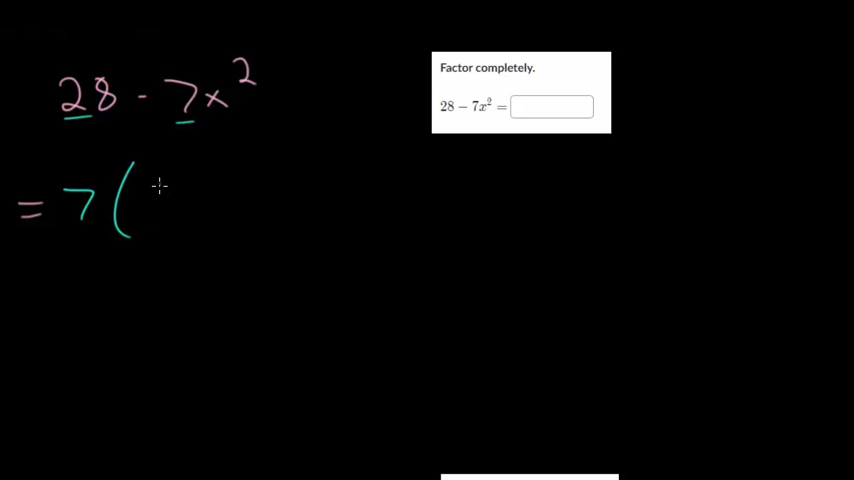 28 - 7x²
= 7 (
Factor completely.
28 − 7x² =